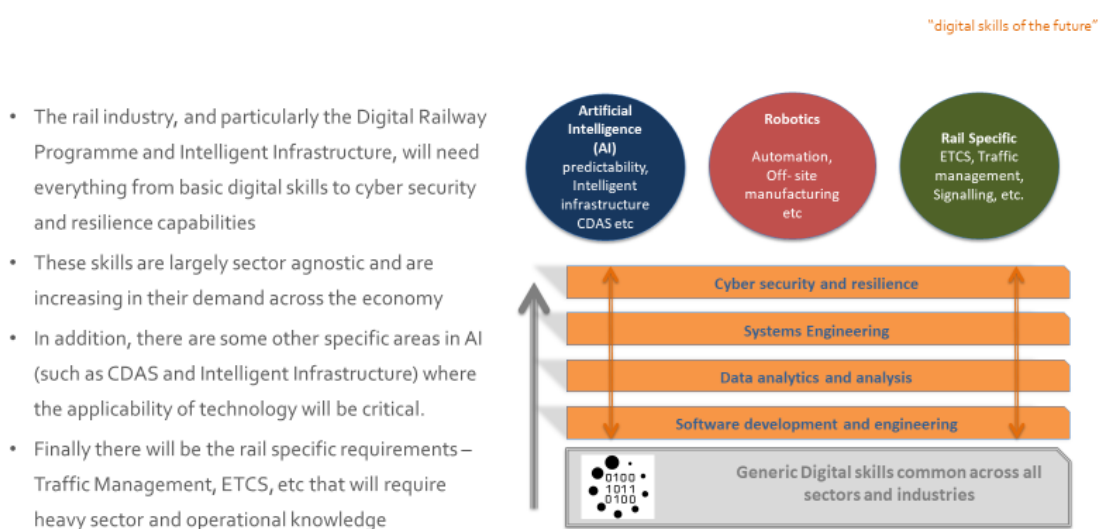 “digital skills of the future”
• The rail industry, and particularly the Digital Railway
Programme and Intelligent Infrastructure, will need
everything from basic digital skills to cyber security
and resilience capabilities
• These skills are largely sector agnostic and are
increasing in their demand across the economy
• In addition, there are some other specific areas in AI
(such as CDAS and Intelligent Infrastructure) where
the applicability of technology will be critical.
• Finally there will be the rail specific requirements –
Traffic Management, ETCS, etc that will require
heavy sector and operational knowledge
Artificial
Intelligence
(AI)
predictability,
Intelligent
infrastructure
CDAS etc
Robotics
Automation,
Off- site
manufacturing
etc
Rail Specific
ETCS, Traffic
management,
Signalling, etc.
Cyber security and resilience
Systems Engineering
Data analytics and analysis
Software development and engineering
0100
1011
0100
Generic Digital skills common across all
sectors and industries